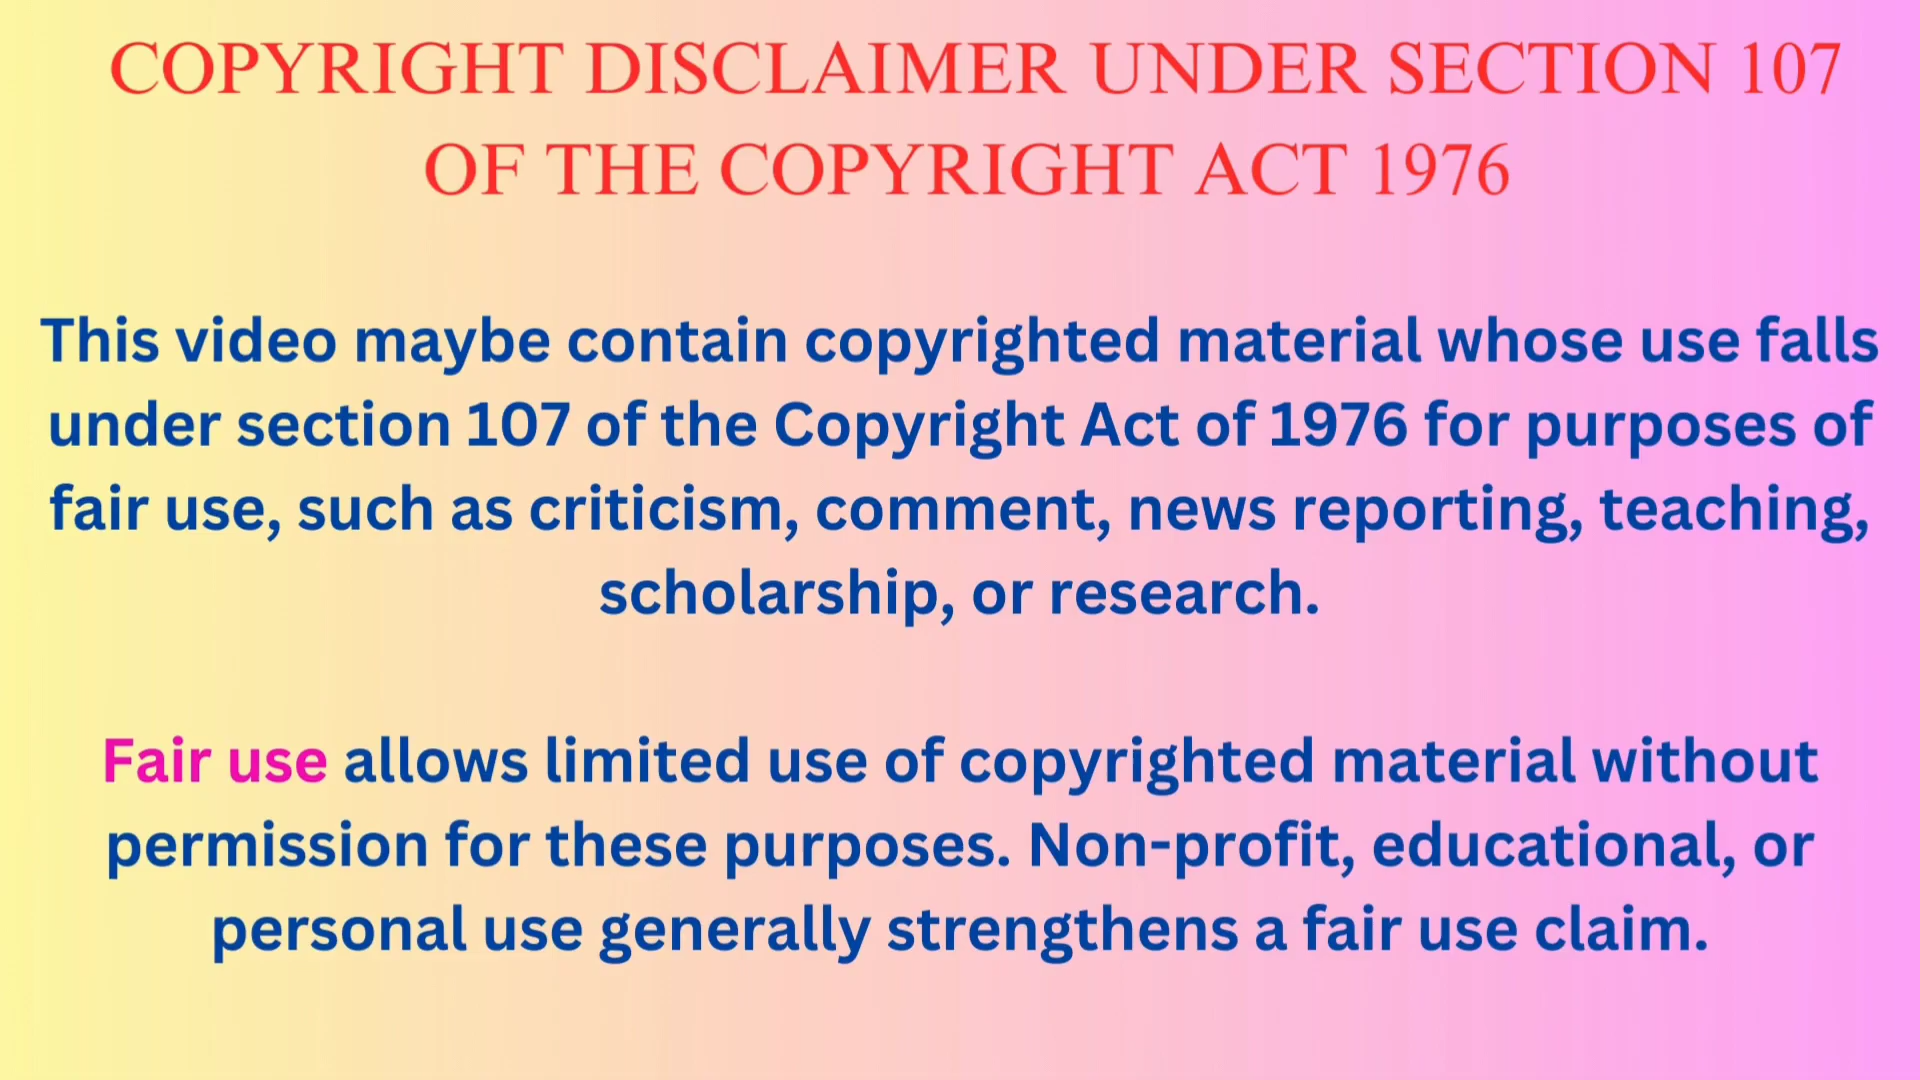 COPYRIGHT DISCLAIMER UNDER SECTION 107
OF THE COPYRIGHT ACT 1976
This video maybe contain copyrighted material whose use falls
under section 107 of the Copyright Act of 1976 for purposes of
fair use, such as criticism, comment, news reporting, teaching,
scholarship, or research.
Fair use allows limited use of copyrighted material without
permission for these purposes. Non-profit, educational, or
personal use generally strengthens a fair use claim.